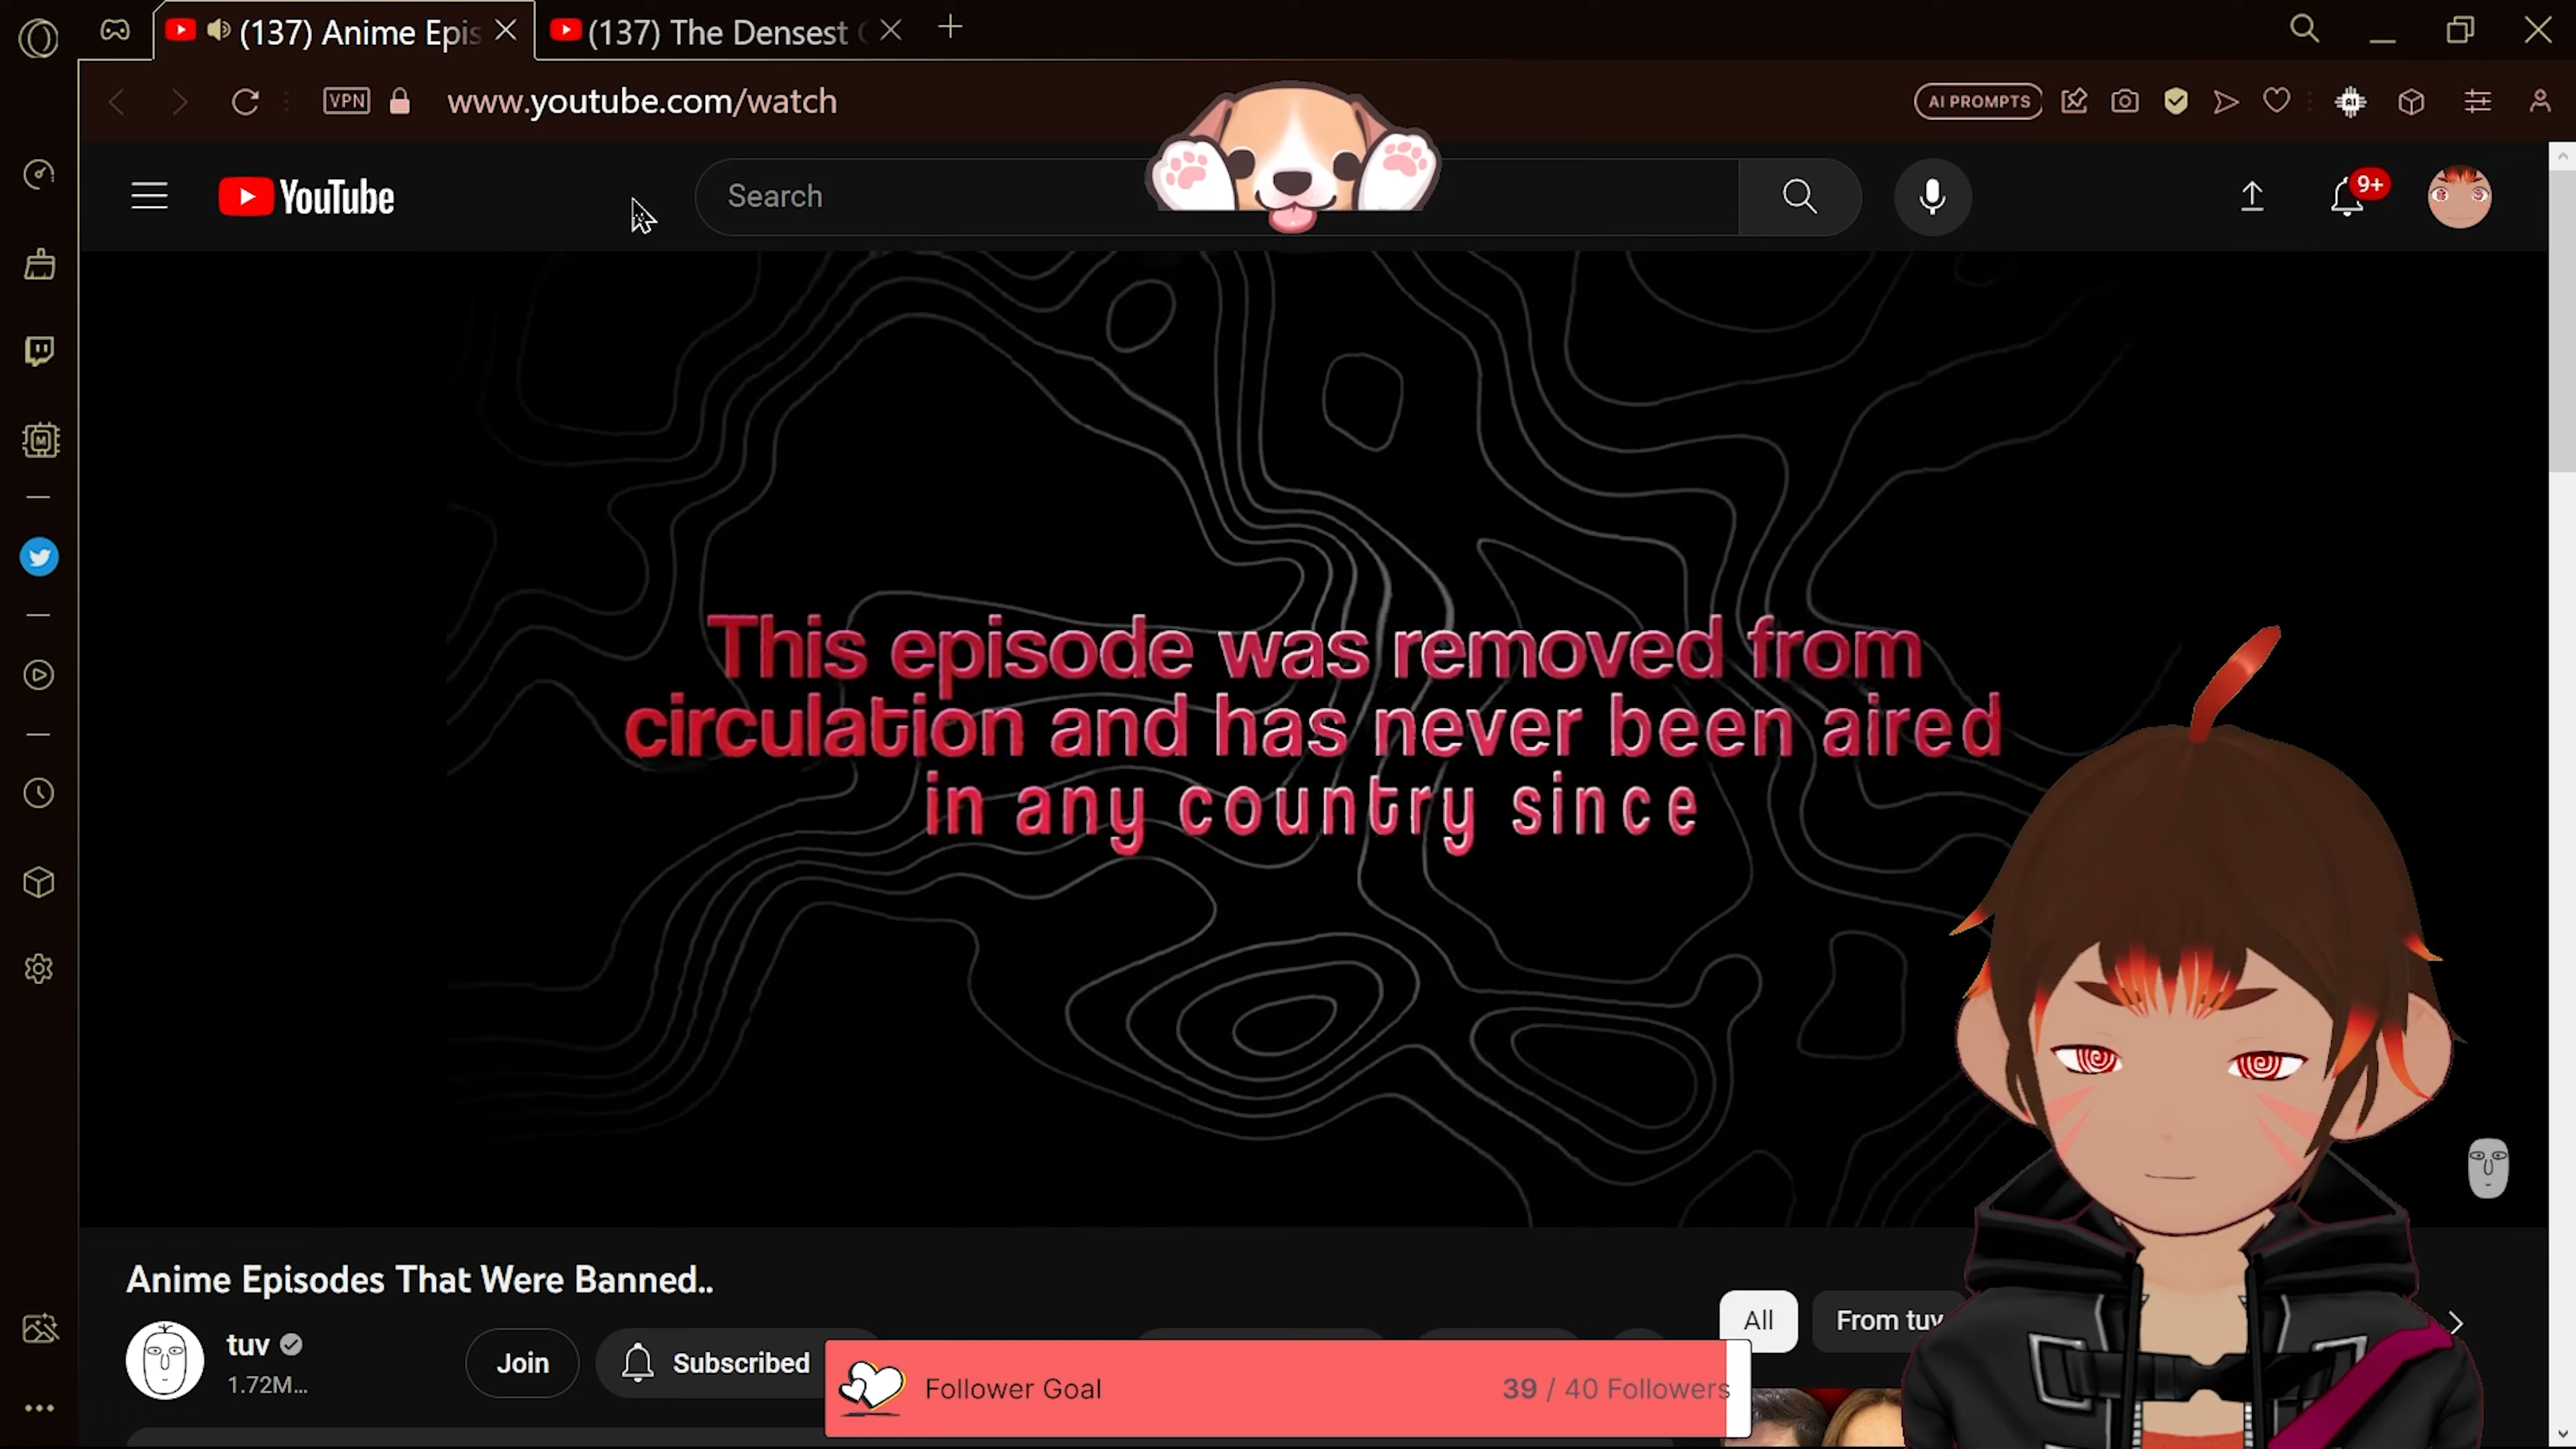 (137) Anime Epis
(137) The Densest
VPN
www.youtube.com/watch
AI PROMPTS
AI
YouTube
Search
9+
M
This episode was removed from
circulation and has never been aired
in any country since
Anime Episodes That Were Banned..
tuv
1.72M...
Join
Subscribed
All
From tuv
Follower Goal
39 / 40 Followers